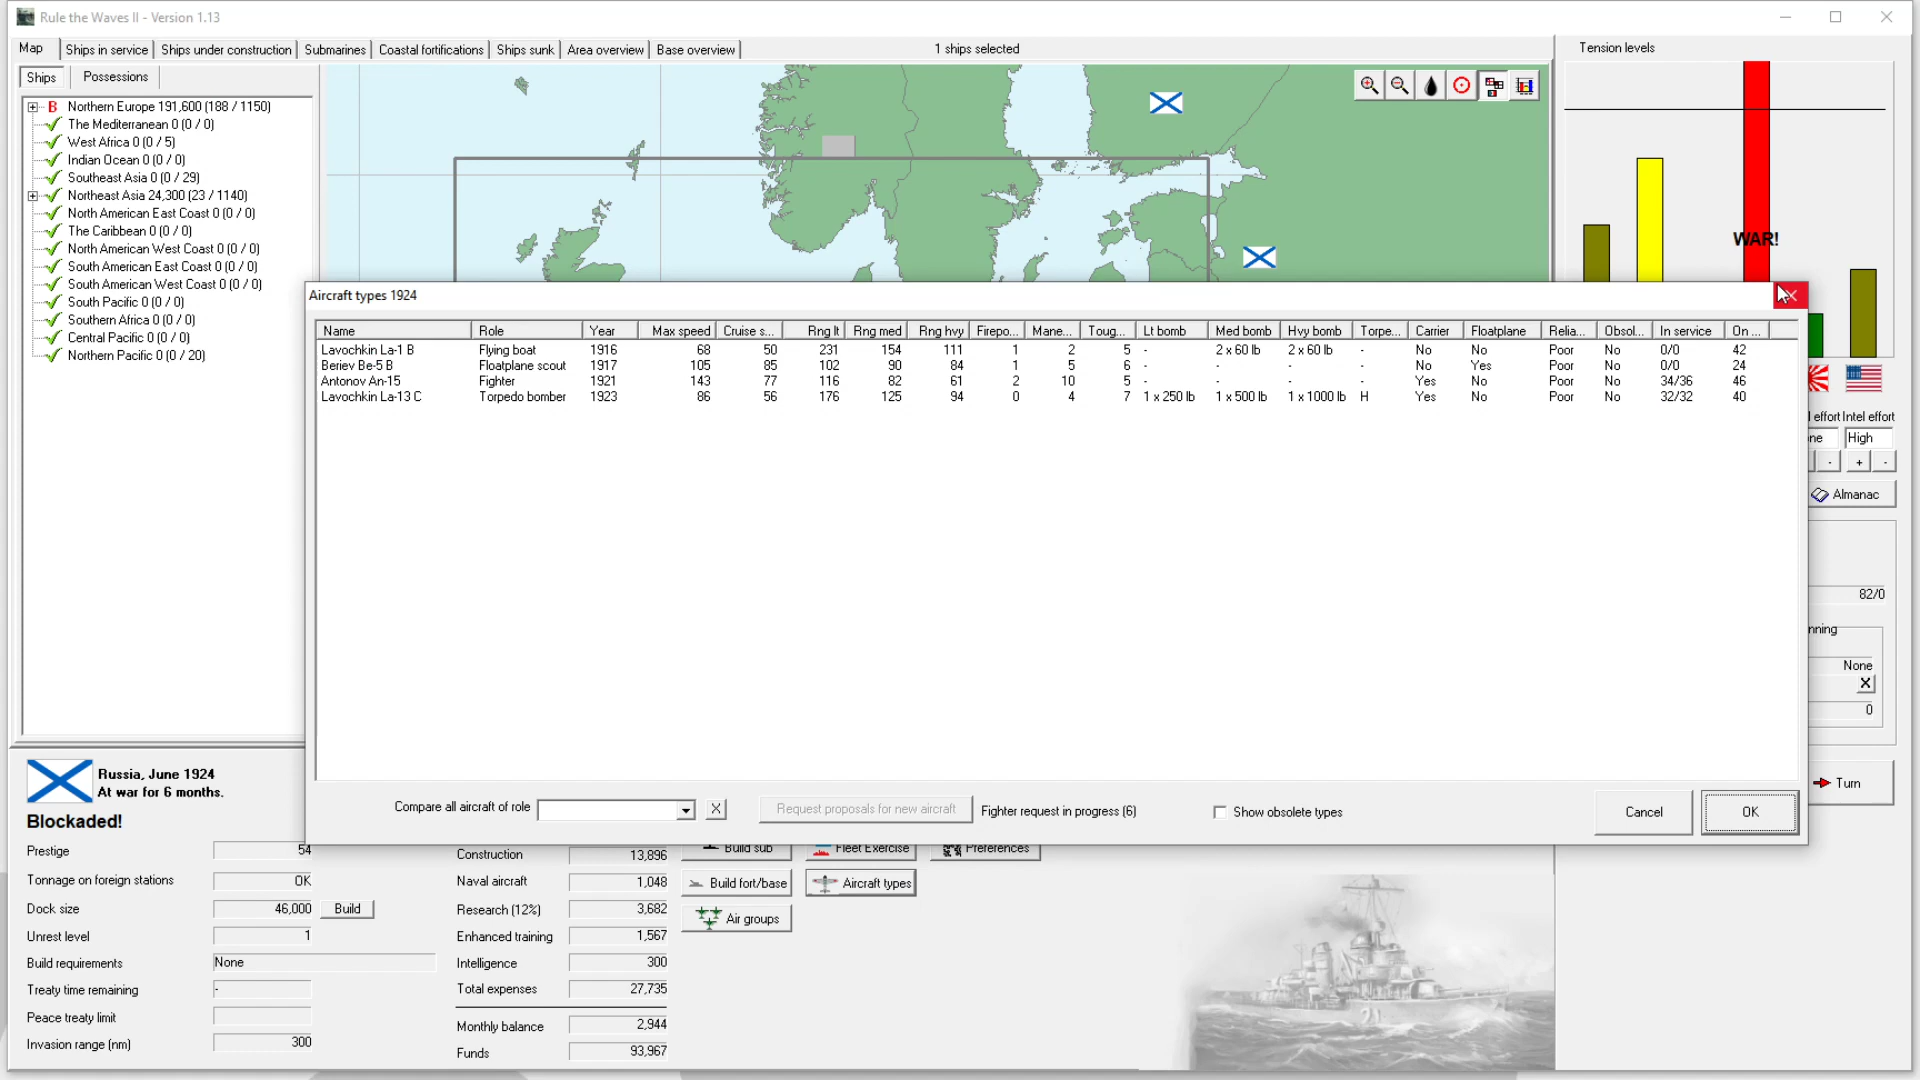 Rule the Waves II - Version 1.13
Map Ships in service Ships under construction Submarines Coastal fortifications Ships sunk Area overview Base overview 1 ships selected Tension levels
Ships Possessions
B Northern Europe 191,600 (188 / 1150)
The Mediterranean 0 (0 / 0)
West Africa 0 (0 / 5)
Indian Ocean 0 (0 / 0)
Southeast Asia 0 (0 / 29)
Northeast Asia 24,300 (23 / 1140)
North American East Coast 0 (0 / 0)
The Caribbean 0 (0 / 0)
North American West Coast 0 (0 / 0)
South American East Coast 0 (0 / 0)
South American West Coast 0 (0 / 0)
South Pacific 0 (0 / 0)
Southern Africa 0 (0 / 0)
Central Pacific 0 (0 / 0)
Northern Pacific 0 (0 / 20)
WAR!
Aircraft types 1924
Name Role Year Max speed Cruise s... Rng lt Rng med Rng hvy Firepo... Mane... Toug... Lt bomb Med bomb Hvy bomb Torpe... Carrier Floatplane Relia... Obsol... In service On ...
Lavochkin La-1 B Flying boat 1916 68 50 231 154 111 1 2 5 - 2 x 60 lb 2 x 60 lb - No No Poor No 0/0 42
Beriev Be-5 B Floatplane scout 1917 105 85 102 90 84 1 5 6 - - - - No Yes Poor No 0/0 24
Antonov An-15 Fighter 1921 143 77 116 82 61 2 10 5 - - - - Yes No Poor No 34/36 46
Lavochkin La-13 C Torpedo bomber 1923 86 56 176 125 94 0 4 7 1 x 250 lb 1 x 500 lb 1 x 1000 lb H Yes No Poor No 32/32 40
effort Intel effort
ne High
- + -
Almanac
82/0
nning
None
X
0
Turn
Compare all aircraft of role X Request proposals for new aircraft Fighter request in progress (6) Show obsolete types Cancel OK
Russia, June 1924
At war for 6 months.
Blockaded!
Prestige 54
Tonnage on foreign stations OK
Dock size 46,000 Build
Unrest level 1
Build requirements None
Treaty time remaining -
Peace treaty limit
Invasion range (nm) 300
Construction 13,896
Naval aircraft 1,048
Research (12%) 3,682
Enhanced training 1,567
Intelligence 300
Total expenses 27,735
Monthly balance 2,944
Funds 93,967
Build sub Fleet Exercise Preferences
Build fort/base Aircraft types
Air groups